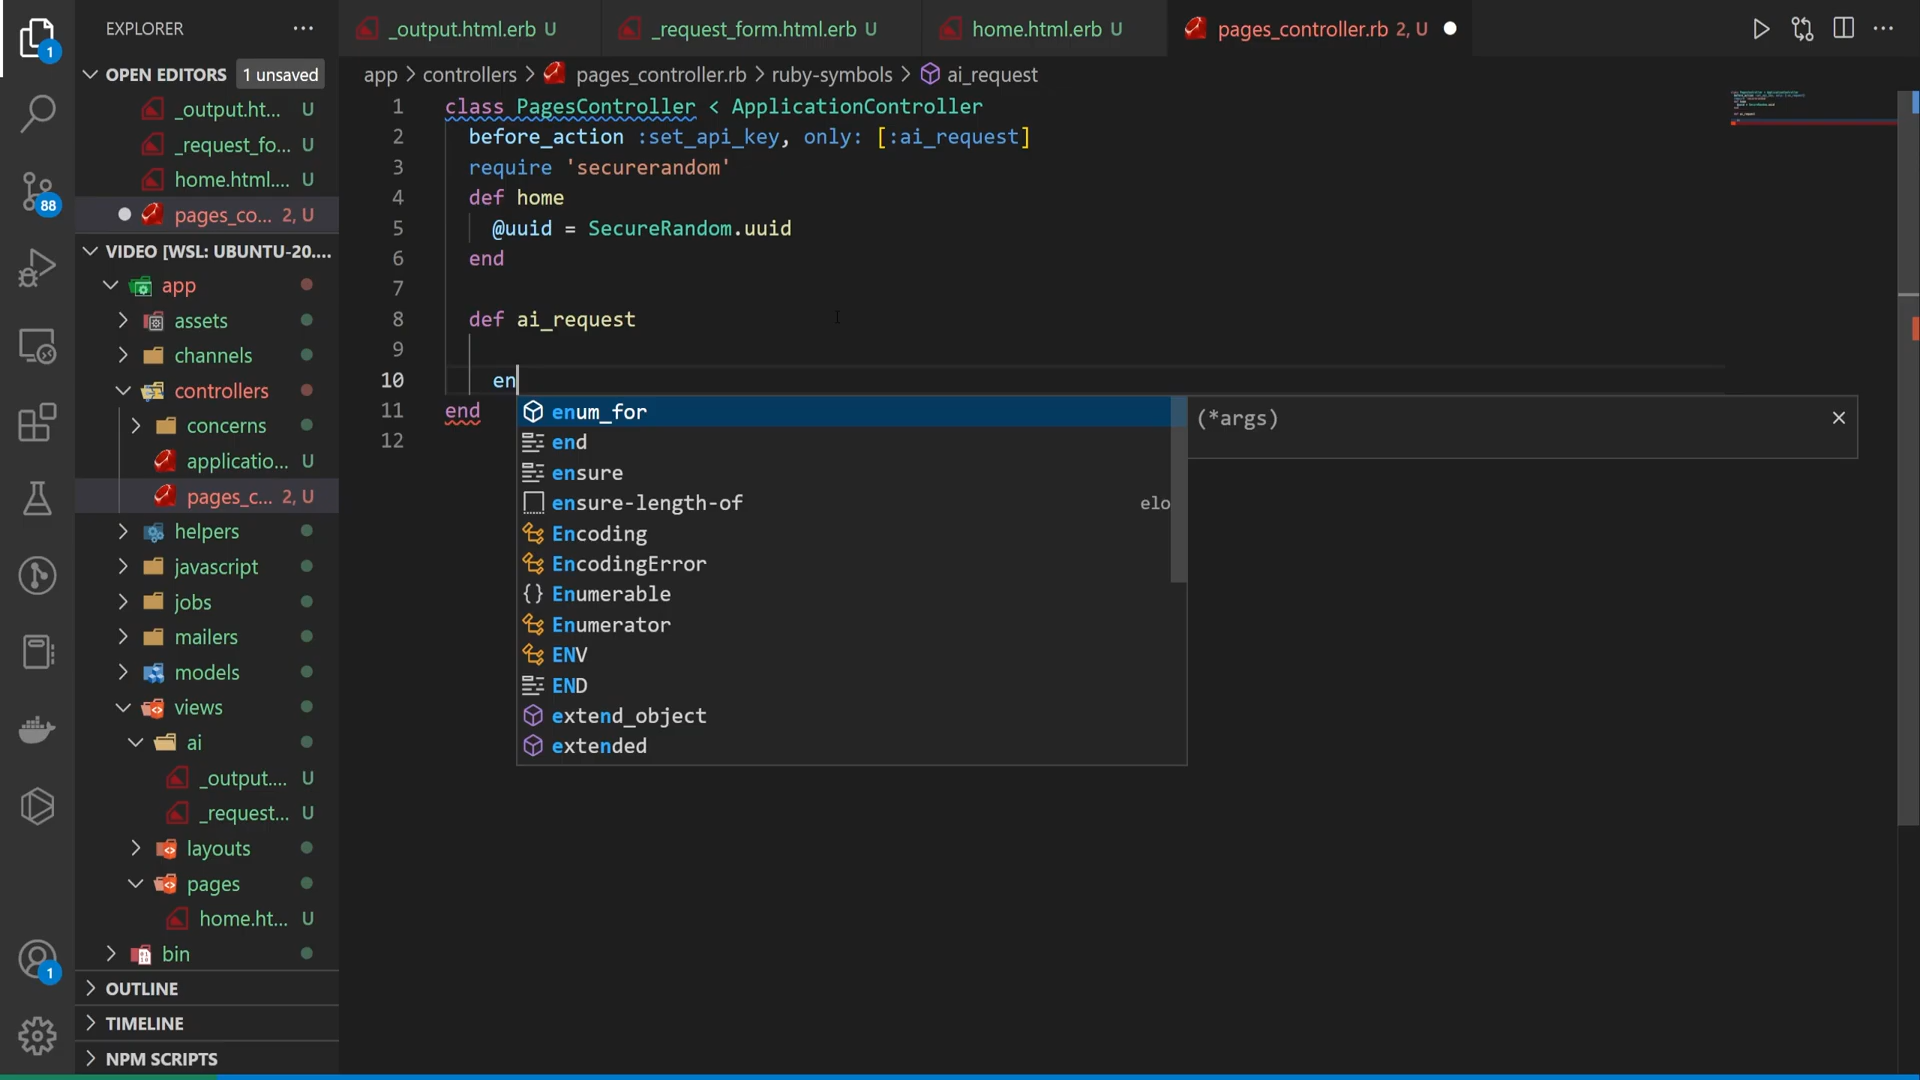 EXPLORER
OPEN EDITORS 1 unsaved
_output.ht... U
_request_fo... U
home.html.... U
pages_co... 2, U
VIDEO [WSL: UBUNTU-20....
app
assets
channels
controllers
concerns
applicatio... U
pages_c... 2, U
helpers
javascript
jobs
mailers
models
views
ai
_output.... U
_request... U
layouts
pages
home.ht... U
bin
OUTLINE
TIMELINE
NPM SCRIPTS
1
88
1
_output.html.erb U
_request_form.html.erb U
home.html.erb U
pages_controller.rb 2, U
app > controllers > pages_controller.rb > ruby-symbols > ai_request
1 class PagesController < ApplicationController
2 before_action :set_api_key, only: [:ai_request]
3 require 'securerandom'
4 def home
5 @uuid = SecureRandom.uuid
6 end
7
8 def ai_request
9
10 en
11 end
12
enum_for
end
ensure
ensure-length-of elo
Encoding
EncodingError
Enumerable
Enumerator
ENV
END
extend_object
extended
(*args)